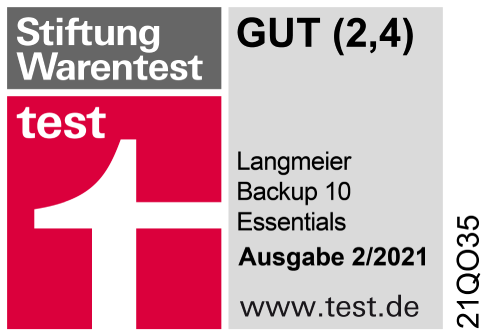 Stiftung
Warentest
test
GUT (2,4)
Langmeier
Backup 10
Essentials
Ausgabe 2/2021
www.test.de
21QO35